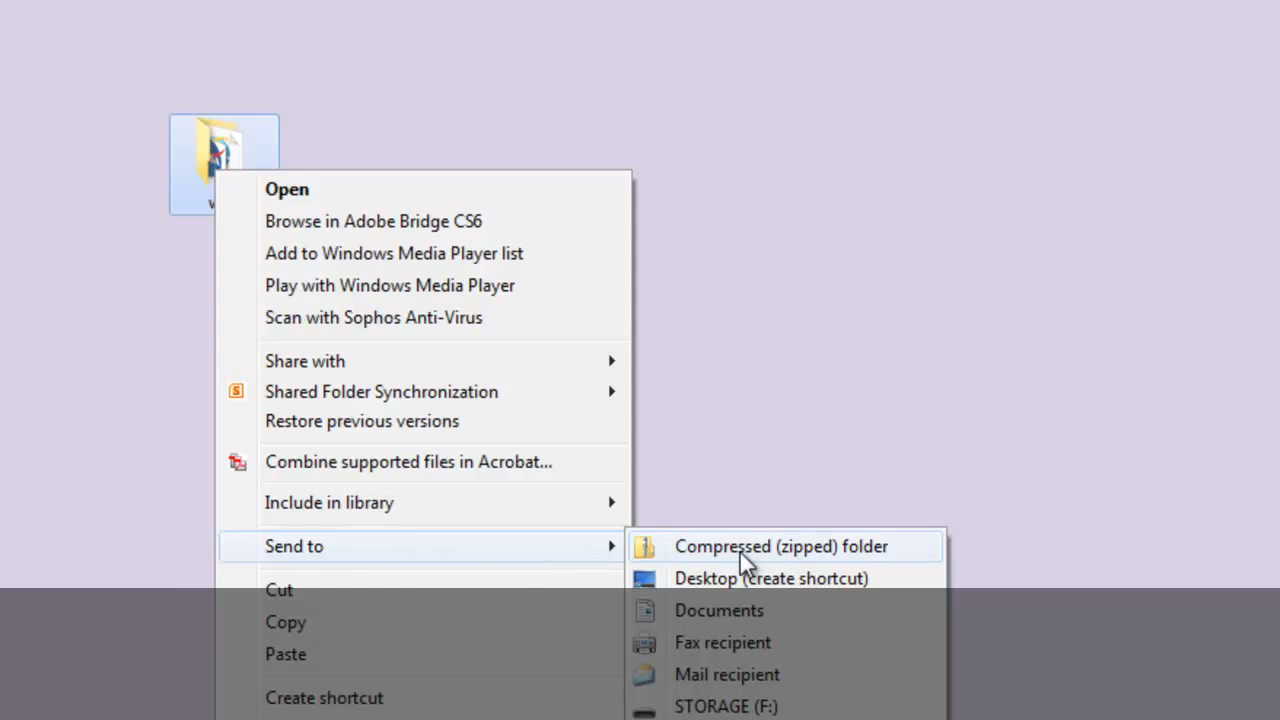 Open
Browse in Adobe Bridge CS6
Add to Windows Media Player list
Play with Windows Media Player
Scan with Sophos Anti-Virus
Share with
Shared Folder Synchronization
Restore previous versions
Combine supported files in Acrobat...
Include in library
Send to
Cut
Copy
Paste
Create shortcut
Compressed (zipped) folder
Desktop (create shortcut)
Documents
Fax recipient
Mail recipient
STORAGE (F:)